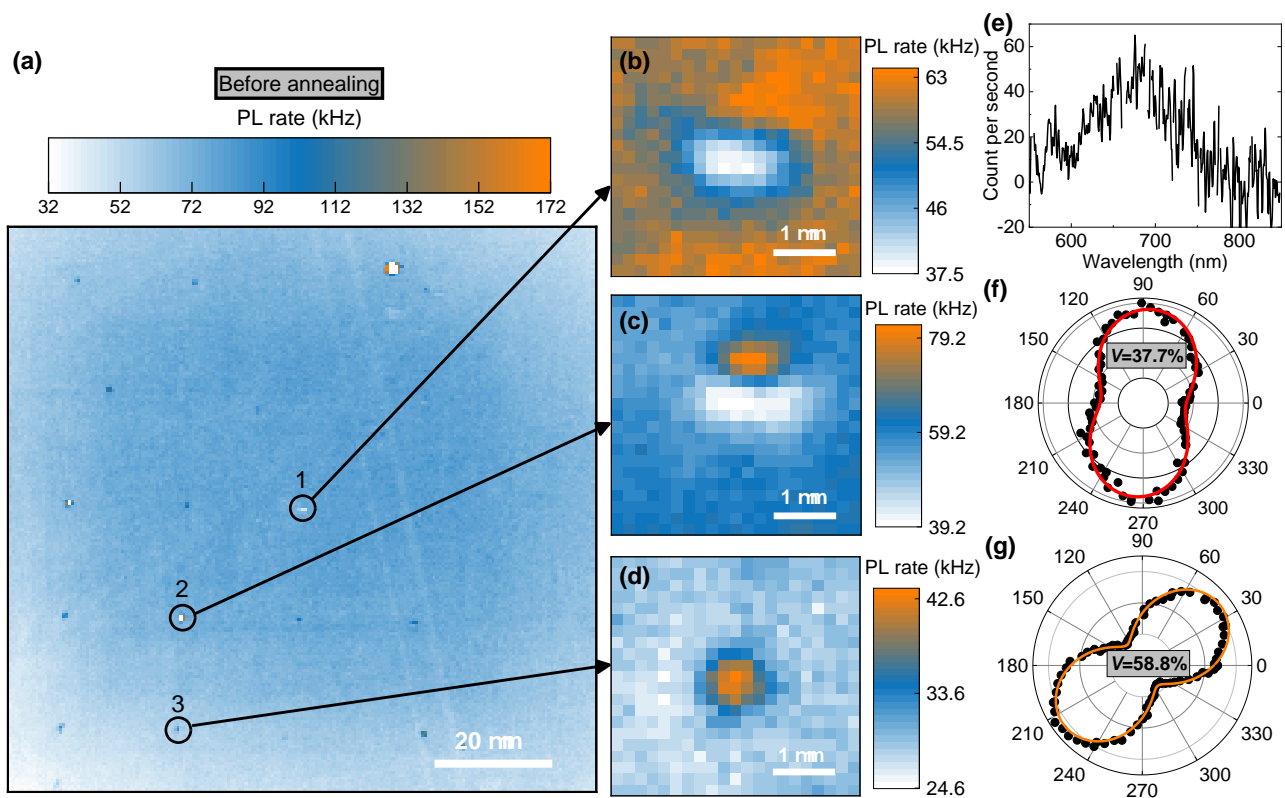 (a)
Before annealing
PL rate (kHz)
32 52 72 92 112 132 152 172
1
2
3
20 mm
(b)
PL rate (kHz)
63
54.5
46
37.5
1 mm
(c)
PL rate (kHz)
79.2
59.2
39.2
1 mm
(d)
PL rate (kHz)
42.6
33.6
24.6
1 mm
(e)
Count per second
60
40
20
0
-20
600 700 800
Wavelength (nm)
(f)
90
120 60
150 30
V=37.7%
180 0
210 330
240 300
270
(g)
90
120 60
150 30
V=58.8%
180 0
210 330
240 300
270